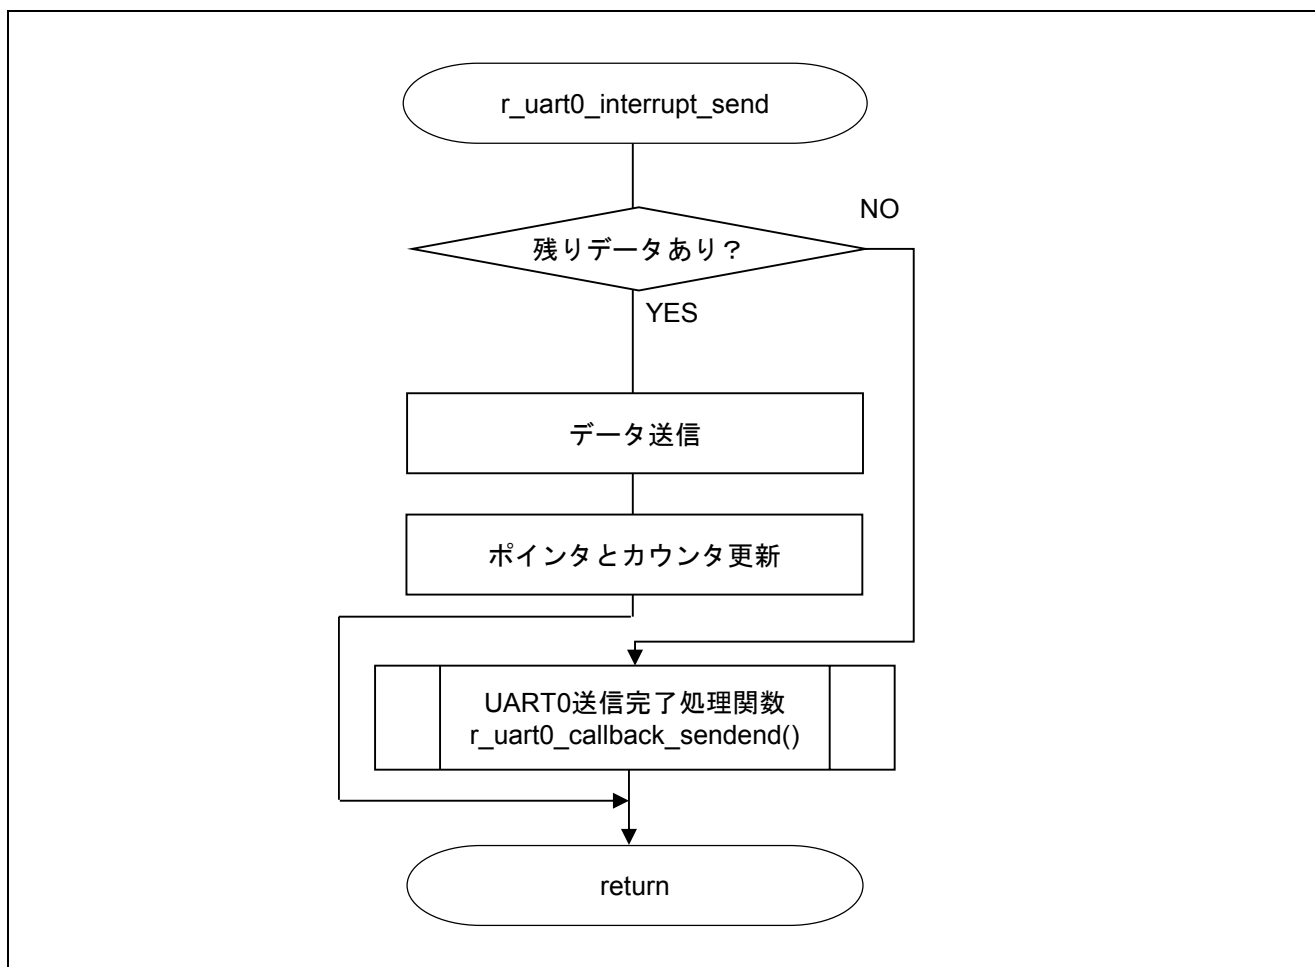 r_uart0_interrupt_send
NO
残りデータあり？
YES
データ送信
ポインタとカウンタ更新
UART0送信完了処理関数
r_uart0_callback_sendend()
return